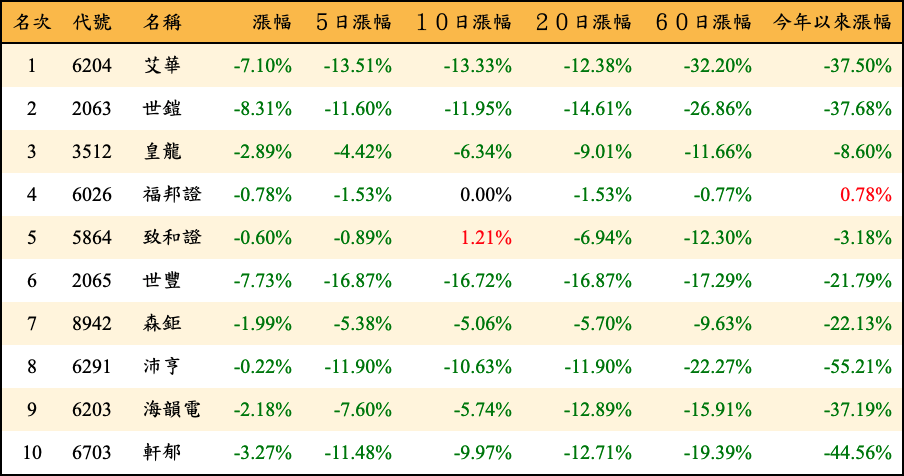 名次 代號 名稱 漲幅 5日漲幅 10日漲幅 20日漲幅 60日漲幅 今年以來漲幅
1 6204 艾華 -7.10% -13.51% -13.33% -12.38% -32.20% -37.50%
2 2063 世鎧 -8.31% -11.60% -11.95% -14.61% -26.86% -37.68%
3 3512 皇龍 -2.89% -4.42% -6.34% -9.01% -11.66% -8.60%
4 6026 福邦證 -0.78% -1.53% 0.00% -1.53% -0.77% 0.78%
5 5864 致和證 -0.60% -0.89% 1.21% -6.94% -12.30% -3.18%
6 2065 世豐 -7.73% -16.87% -16.72% -16.87% -17.29% -21.79%
7 8942 森鉅 -1.99% -5.38% -5.06% -5.70% -9.63% -22.13%
8 6291 沛亨 -0.22% -11.90% -10.63% -11.90% -22.27% -55.21%
9 6203 海韻電 -2.18% -7.60% -5.74% -12.89% -15.91% -37.19%
10 6703 軒郁 -3.27% -11.48% -9.97% -12.71% -19.39% -44.56%